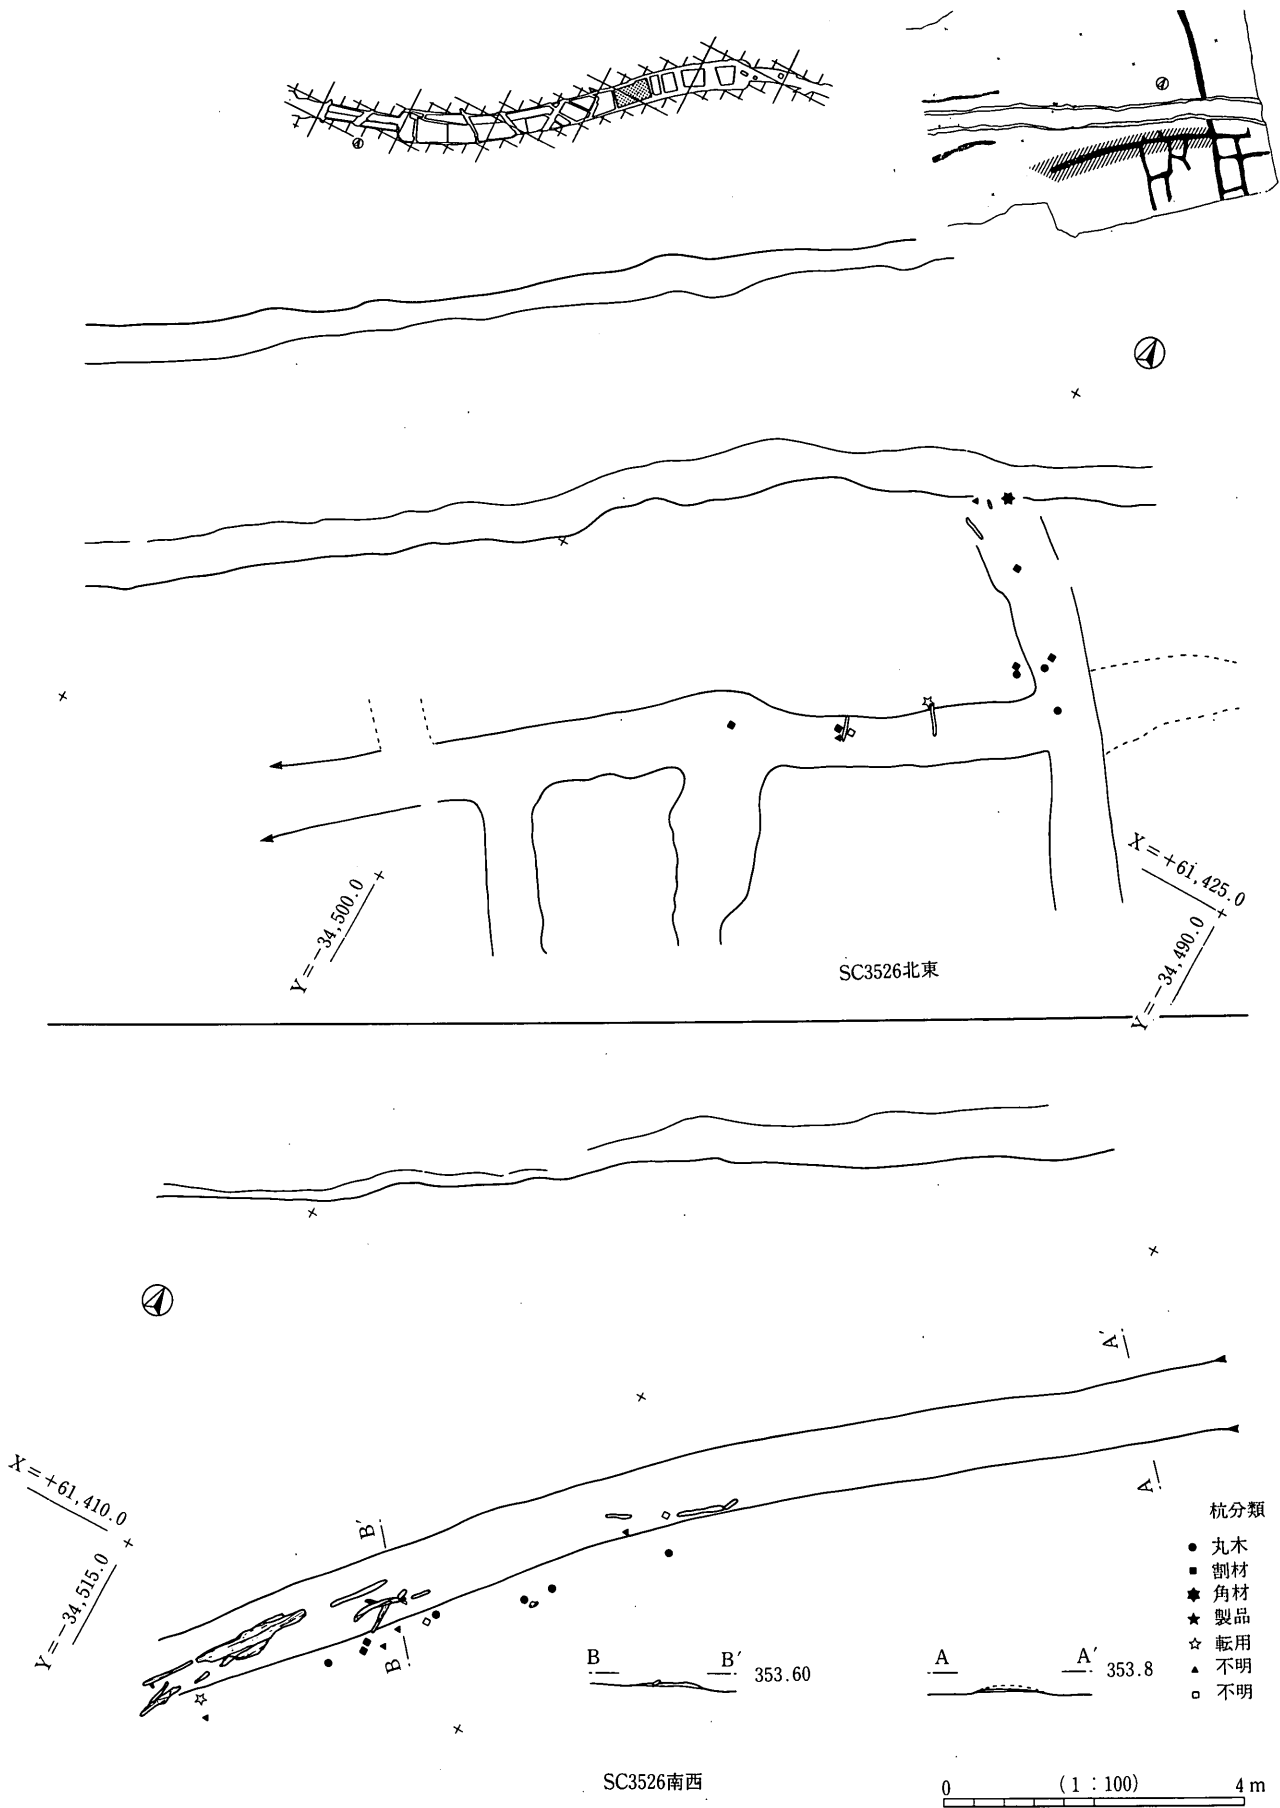 X=+61,425.0
Y=-34,500.0
Y=-34,490.0
SC3526北東
X=+61,410.0
Y=-34,515.0
A'
A
B'
B
B B' 353.60
A A' 353.8
杭分類
丸木
割材
角材
製品
転用
不明
不明
SC3526南西
0 (1:100) 4m